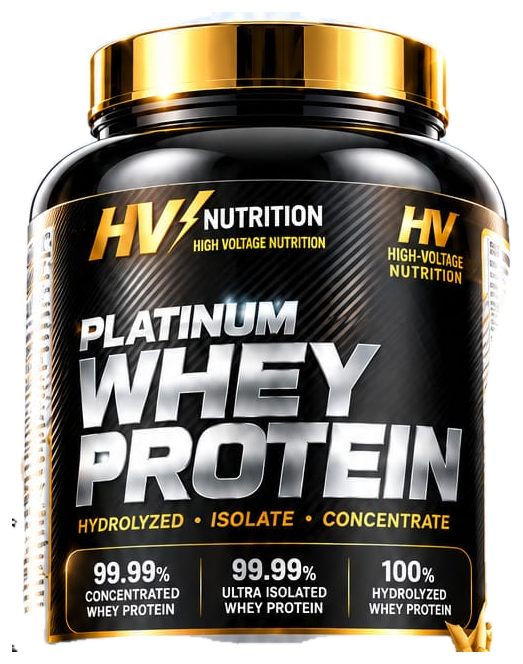 HV NUTRITION
HIGH VOLTAGE NUTRITION
HV
HIGH-VOLTAGE
NUTRITION
PLATINUM
WHEY
PROTEIN
HYDROLYZED • ISOLATE • CONCENTRATE
99.99%
CONCENTRATED
WHEY PROTEIN
99.99%
ULTRA ISOLATED
WHEY PROTEIN
100%
HYDROLYZED
WHEY PROTEIN